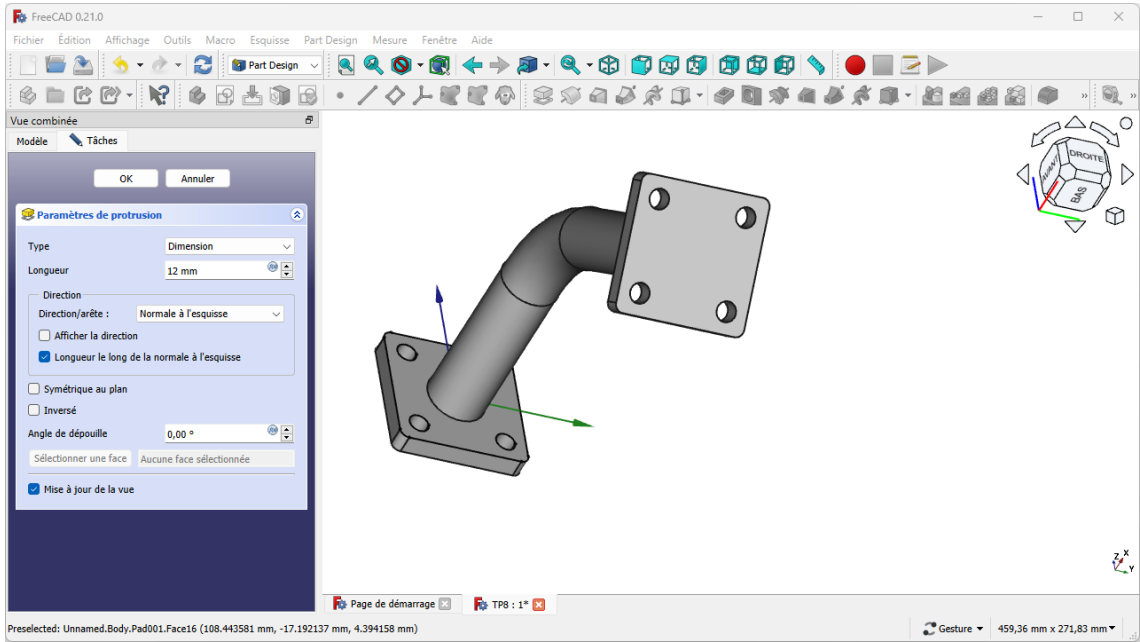 FreeCAD 0.21.0
Fichier Édition Affichage Outils Macro Esquisse Part Design Mesure Fenêtre Aide
Part Design
Vue combinée
Modèle Tâches
OK Annuler
Paramètres de protrusion
Type Dimension
Longueur 12 mm
Direction
Direction/arête : Normale à l'esquisse
Afficher la direction
Longueur le long de la normale à l'esquisse
Symétrique au plan
Inversé
Angle de dépouille 0,00 °
Sélectionner une face Aucune face sélectionnée
Mise à jour de la vue
AVANT DROITE
BAS
Z X
Y
Page de démarrage TP8 : 1*
Preselected: Unnamed.Body.Pad001.Face16 (108.443581 mm, -17.192137 mm, 4.394158 mm) Gesture 459,36 mm x 271,83 mm